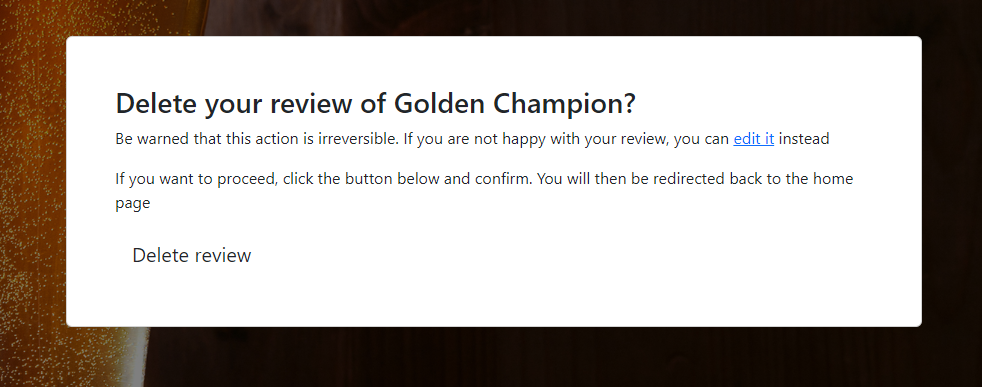 Delete your review of Golden Champion?
Be warned that this action is irreversible. If you are not happy with your review, you can edit it instead
If you want to proceed, click the button below and confirm. You will then be redirected back to the home
page
Delete review